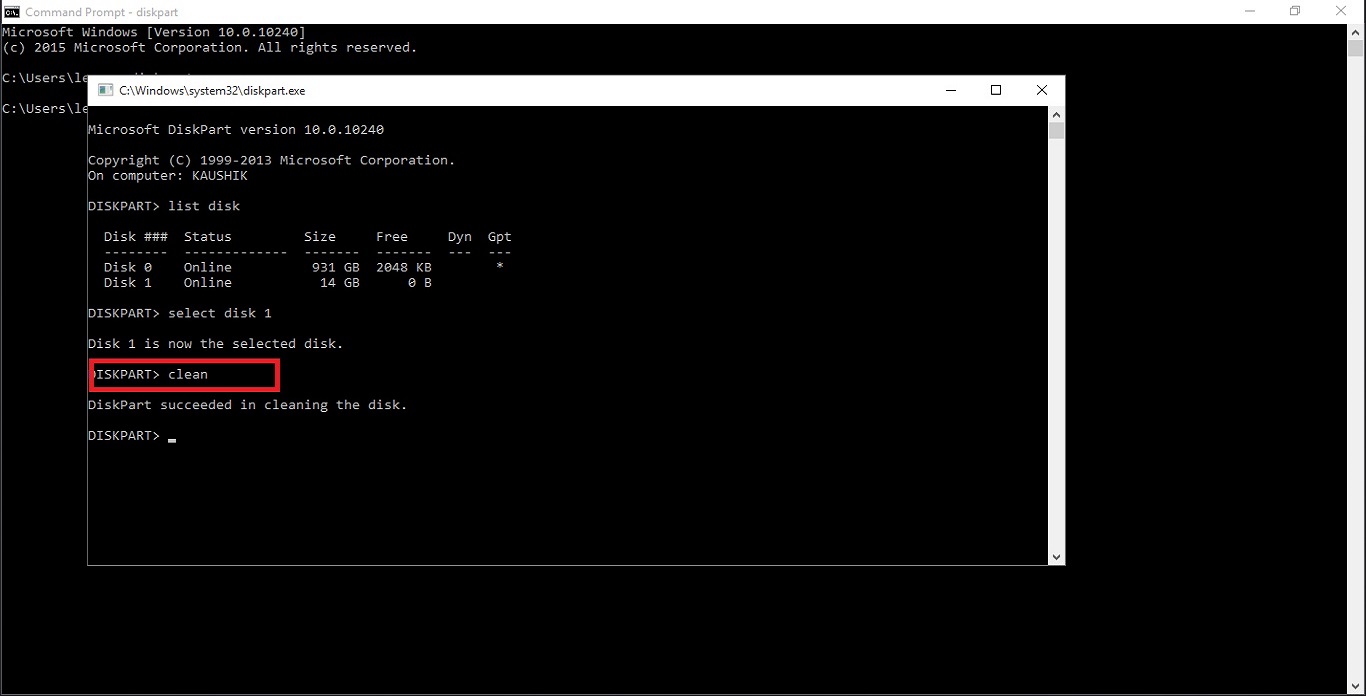 Command Prompt - diskpart
Microsoft Windows [Version 10.0.10240]
(c) 2015 Microsoft Corporation. All rights reserved.
C:\Users\le
C:\Users\le
C:\Windows\system32\diskpart.exe
Microsoft DiskPart version 10.0.10240
Copyright (C) 1999-2013 Microsoft Corporation.
On computer: KAUSHIK
DISKPART> list disk
  Disk ###  Status         Size     Free     Dyn  Gpt
  --------  -------------  -------  -------  ---  ---
  Disk 0    Online          931 GB  2048 KB        *
  Disk 1    Online           14 GB      0 B
DISKPART> select disk 1
Disk 1 is now the selected disk.
DISKPART> clean
DiskPart succeeded in cleaning the disk.
DISKPART> _